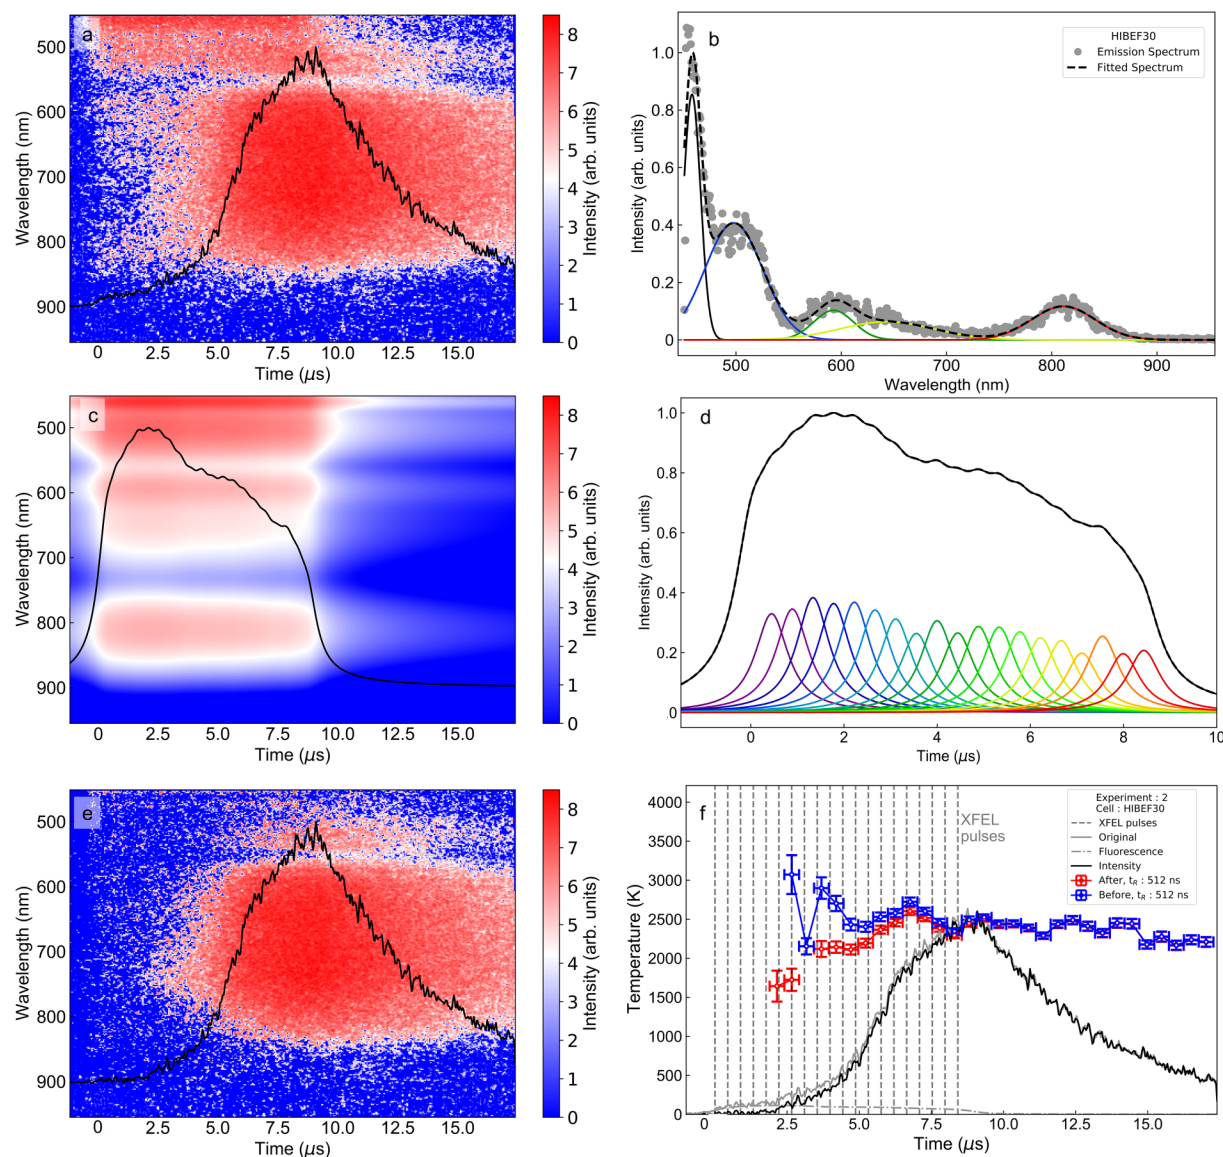 a
500
600
700
800
900
Wavelength (nm)
0 2.5 5.0 7.5 10.0 12.5 15.0
Time (μs)
8
7
6
5
4
3
2
1
0
Intensity (arb. units)
b
HIBEF30
Emission Spectrum
Fitted Spectrum
1.0
0.8
0.6
0.4
0.2
0
Intensity (arb. units)
500 600 700 800 900
Wavelength (nm)
c
500
600
700
800
900
Wavelength (nm)
0 2.5 5.0 7.5 10.0 12.5 15.0
Time (μs)
8
7
6
5
4
3
2
1
0
Intensity (arb. units)
d
1.0
0.8
0.6
0.4
0.2
0
Intensity (arb. units)
0 2 4 6 8 10
Time (μs)
e
500
600
700
800
900
Wavelength (nm)
0 2.5 5.0 7.5 10.0 12.5 15.0
Time (μs)
8
7
6
5
4
3
2
1
0
Intensity (arb. units)
f
XFEL
pulses
Experiment : 2
Cell : HIBEF30
XFEL pulses
Original
Fluorescence
Intensity
After, tR : 512 ns
Before, tR : 512 ns
4000
3500
3000
2500
2000
1500
1000
500
0
Temperature (K)
0 2.5 5.0 7.5 10.0 12.5 15.0
Time (μs)